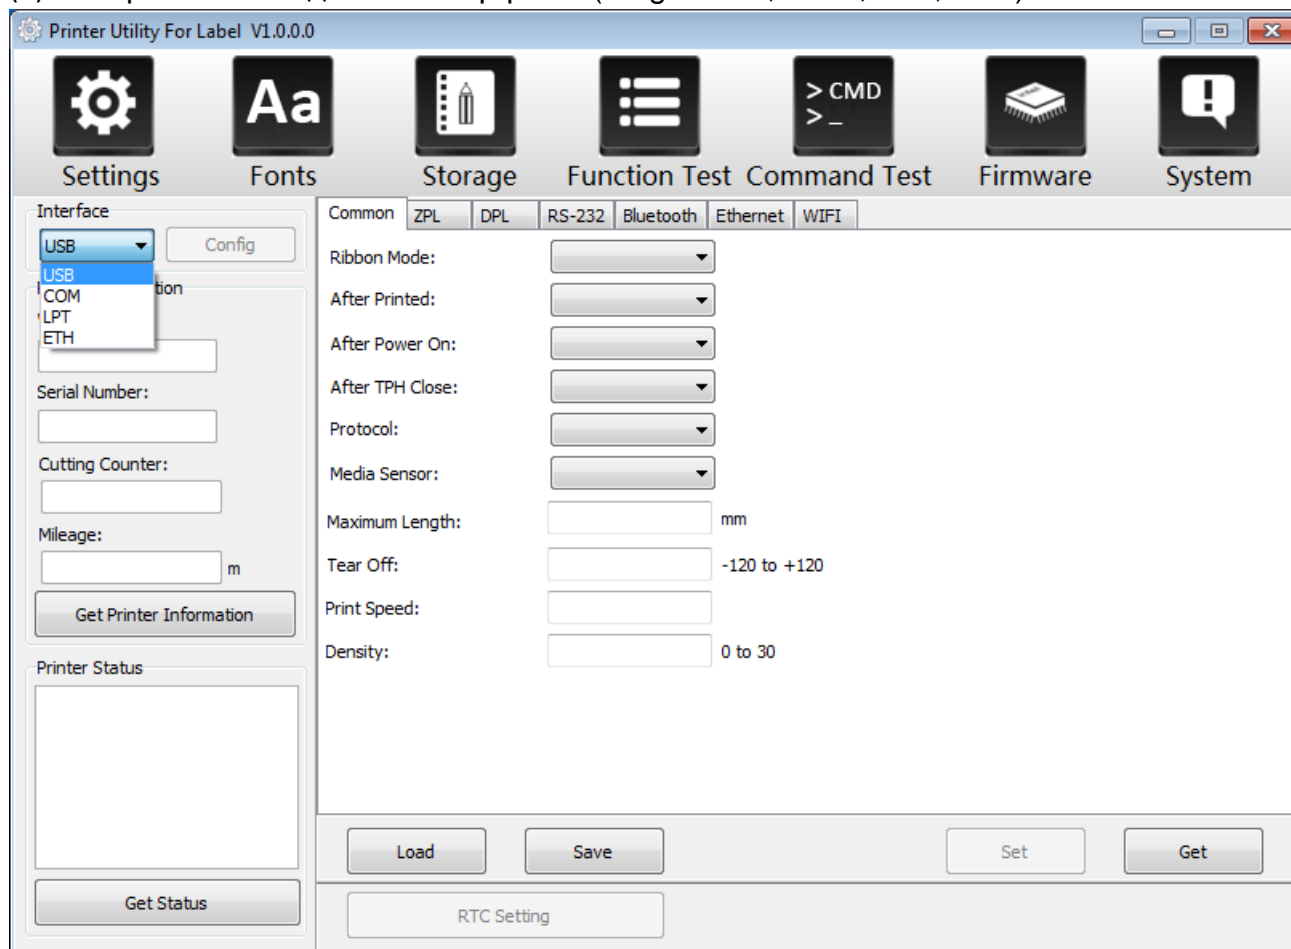 Printer Utility For Label V1.0.0.0
> CMD
> _
Aa
Settings
Fonts
Storage
Function Test
Command Test
Firmware
System
Interface
USB
Config
USB
COM
LPT
ETH
tion
Serial Number:
Cutting Counter:
Mileage:
m
Get Printer Information
Printer Status
Get Status
Common
ZPL
DPL
RS-232
Bluetooth
Ethernet
WIFI
Ribbon Mode:
After Printed:
After Power On:
After TPH Close:
Protocol:
Media Sensor:
Maximum Length:
mm
Tear Off:
-120 to +120
Print Speed:
Density:
0 to 30
Load
Save
Set
Get
RTC Setting